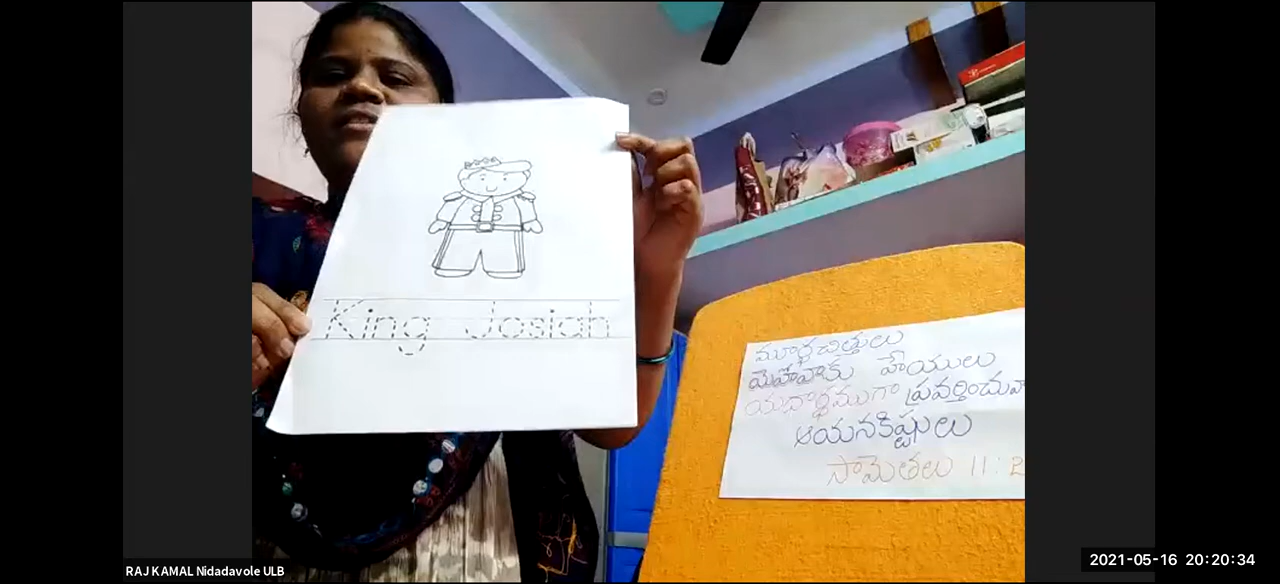 King Josiah
మూర్ఖచిత్తులు
యెహోవాకు హేయులు
యదార్థముగా ప్రవర్తించువా
ఆయనకిష్టులు
సామెతలు 11:2
RAJ KAMAL Nidadavole ULB
2021-05-16 20:20:34